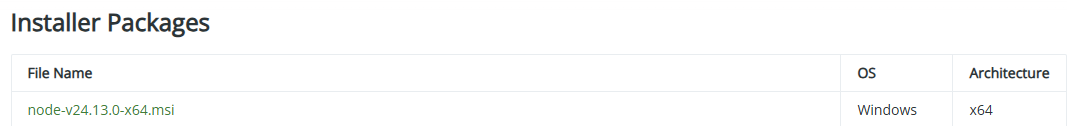 Installer Packages
File Name OS Architecture
node-v24.13.0-x64.msi Windows x64